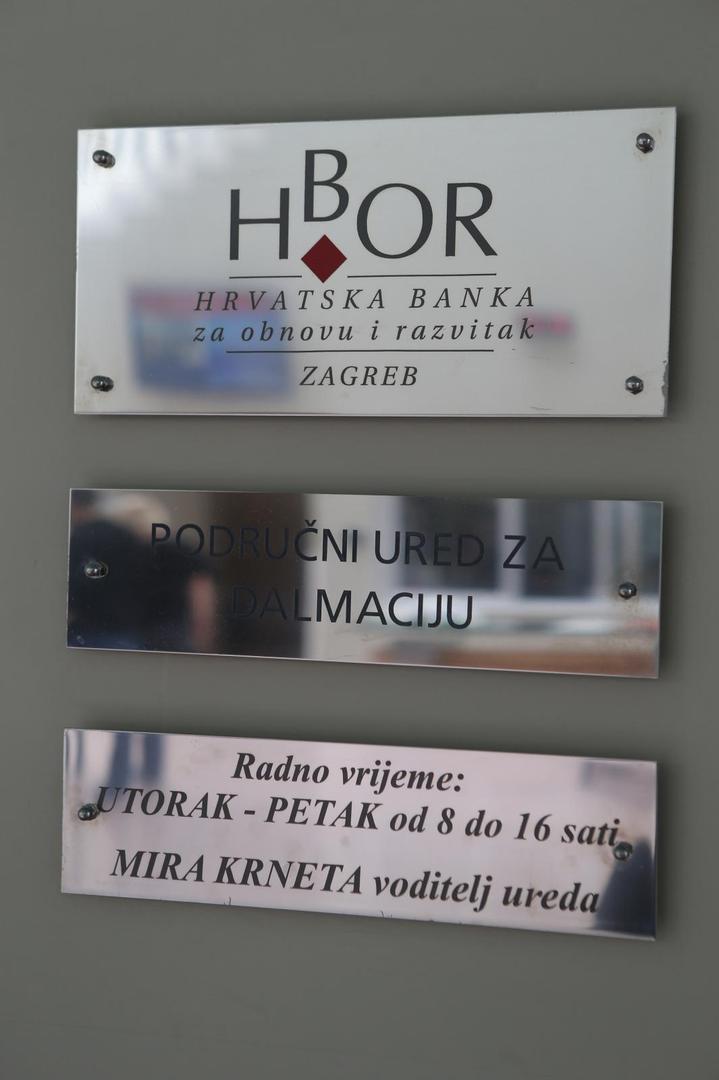 HBOR
HRVATSKA BANKA
za obnovu i razvitak
ZAGREB
PODRUČNI URED ZA
DALMACIJU
Radno vrijeme:
UTORAK - PETAK od 8 do 16 sati
MIRA KRNETA voditelj ureda